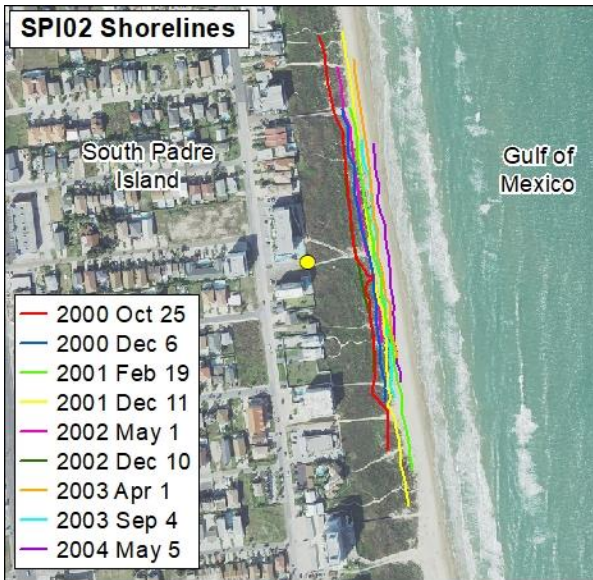 SPI02 Shorelines
South Padre
Island
Gulf of
Mexico
2000 Oct 25
2000 Dec 6
2001 Feb 19
2001 Dec 11
2002 May 1
2002 Dec 10
2003 Apr 1
2003 Sep 4
2004 May 5